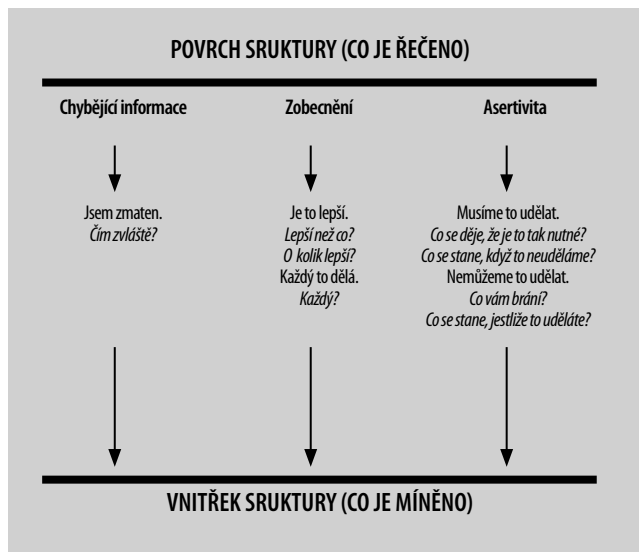 POVRCH SRUKTURY (CO JE ŘEČENO)
Chybějící informace
Zobecnění
Asertivita
Jsem zmaten.
Čím zvláště?
Je to lepší.
Lepší než co?
O kolik lepší?
Každý to dělá.
Každý?
Musíme to udělat.
Co se děje, že je to tak nutné?
Co se stane, když to neuděláme?
Nemůžeme to udělat.
Co vám brání?
Co se stane, jestliže to uděláte?
VNITŘEK SRUKTURY (CO JE MÍNĚNO)